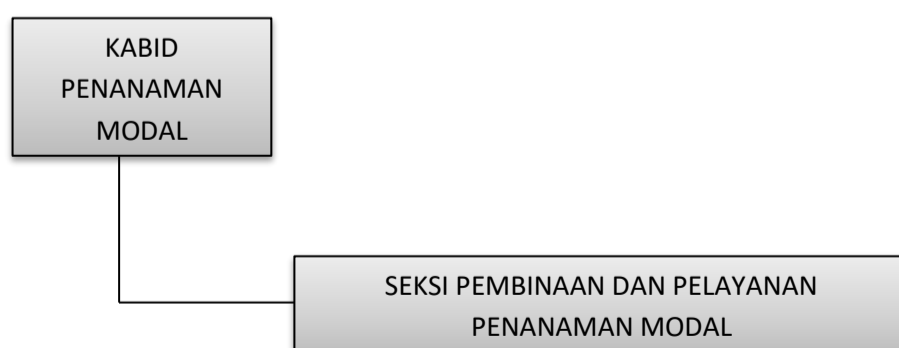 KABID
PENANAMAN
MODAL
SEKSI PEMBINAAN DAN PELAYANAN
PENANAMAN MODAL